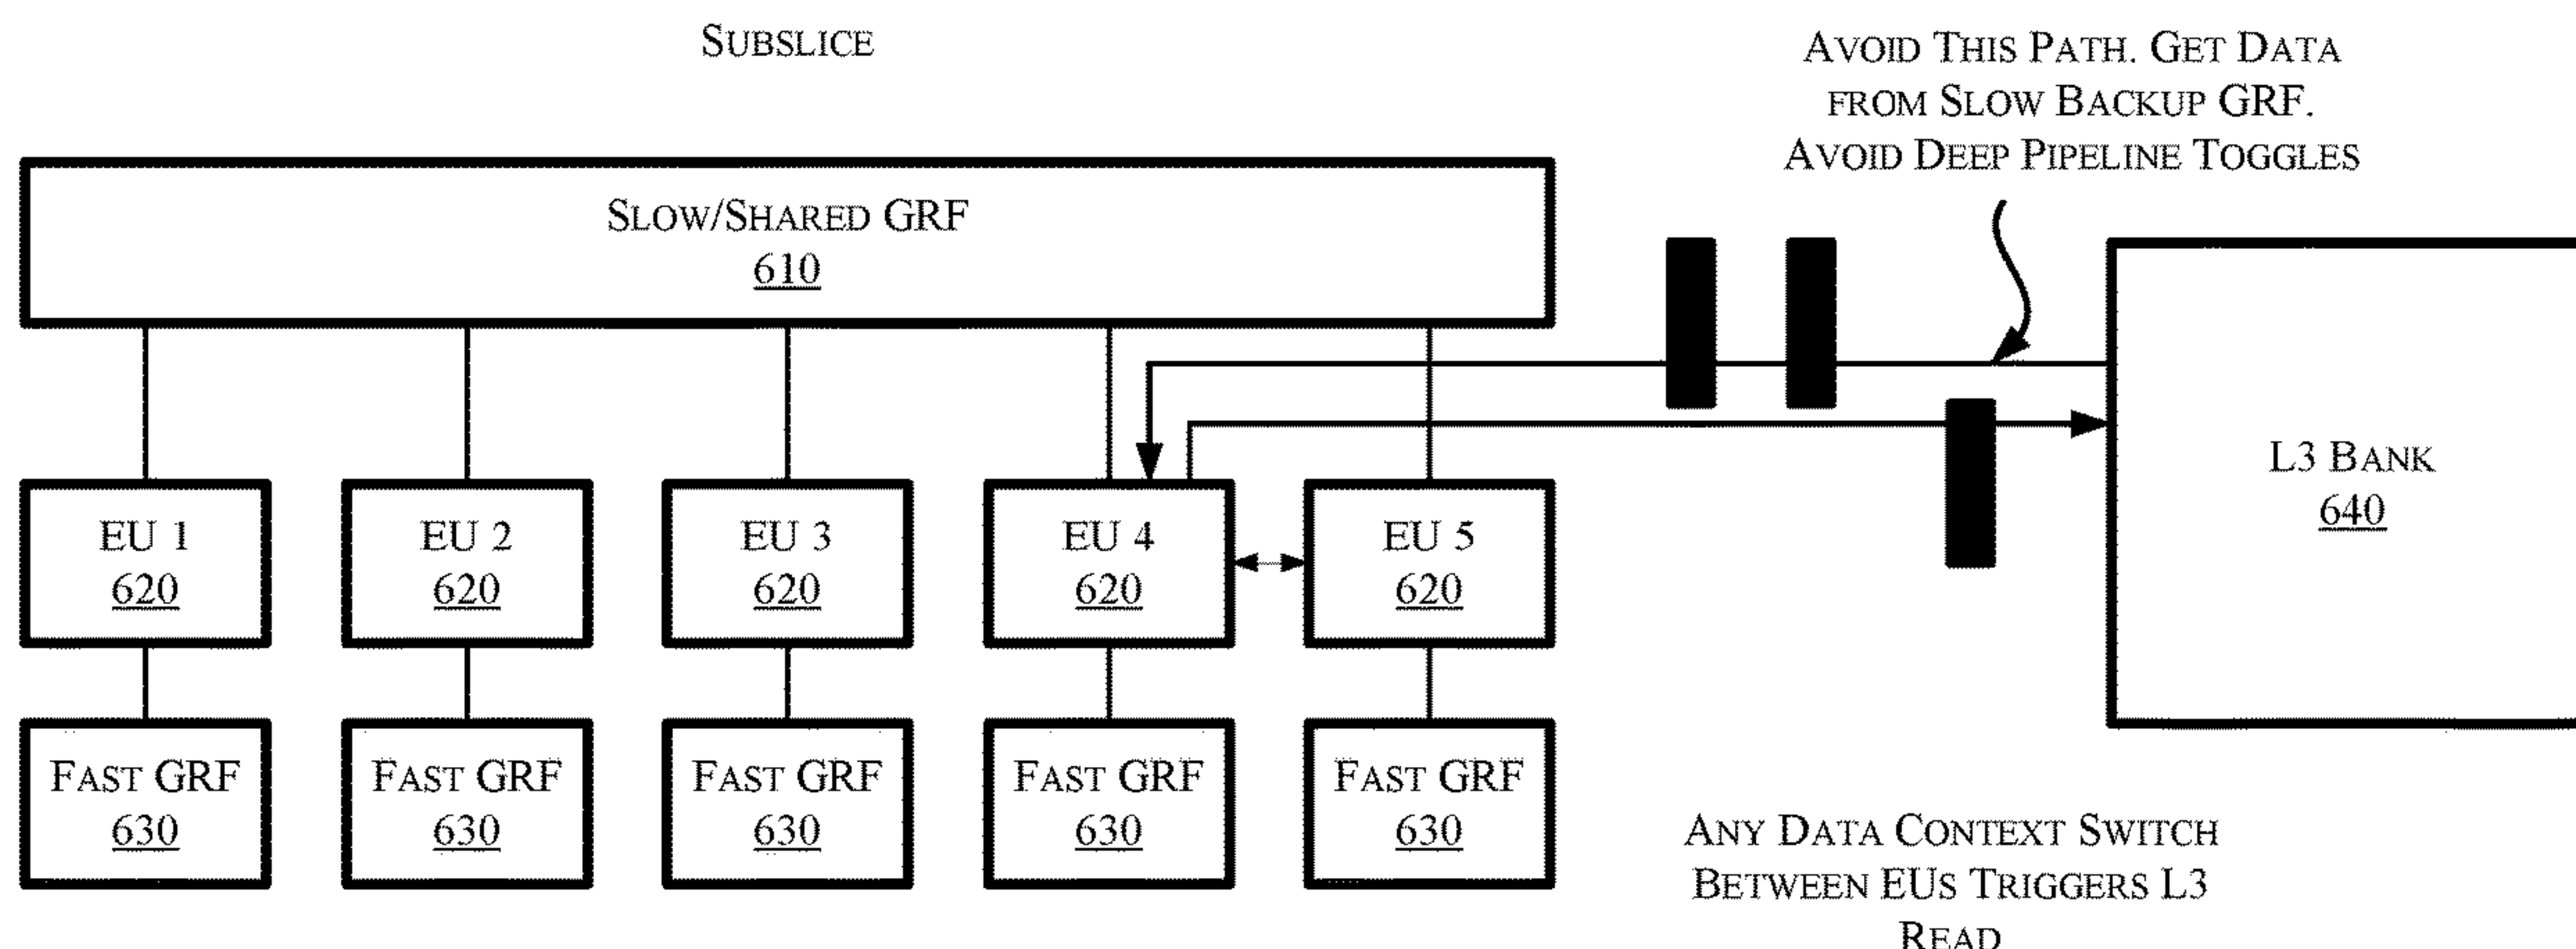 SUBSLICE
AVOID THIS PATH. GET DATA
FROM SLOW BACKUP GRF.
AVOID DEEP PIPELINE TOGGLES
SLOW/SHARED GRF
610
L3 BANK
640
EU 1
620
EU 2
620
EU 3
620
EU 4
620
EU 5
620
FAST GRF
630
FAST GRF
630
FAST GRF
630
FAST GRF
630
FAST GRF
630
ANY DATA CONTEXT SWITCH
BETWEEN EUS TRIGGERS L3
READ